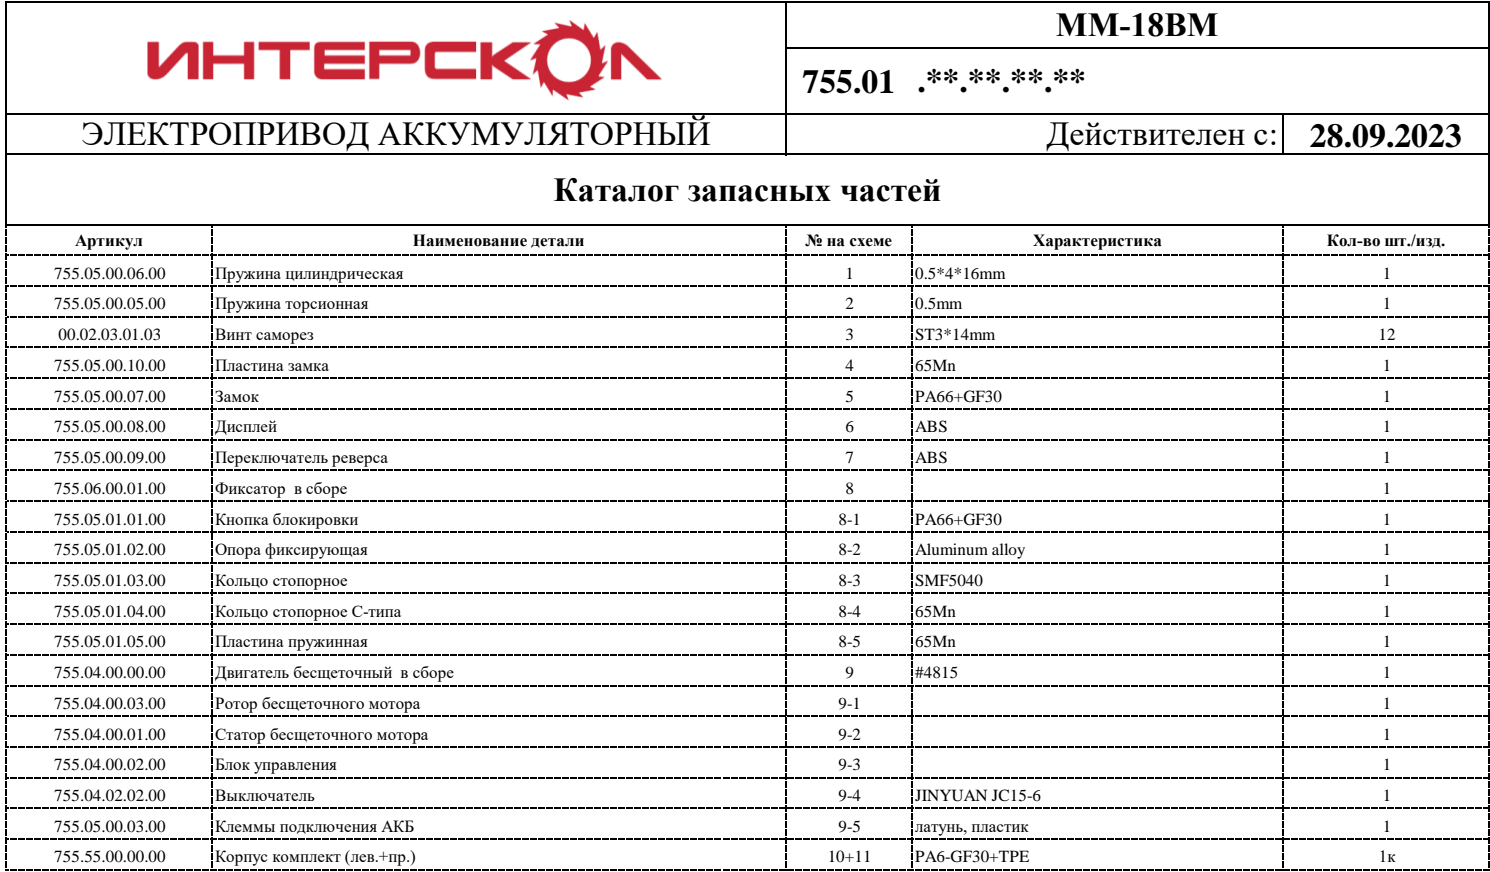 ИНТЕРСКОЛ
ММ-18ВМ
755.01 .**.**.**.**
ЭЛЕКТРОПРИВОД АККУМУЛЯТОРНЫЙ
Действителен с: 28.09.2023
Каталог запасных частей
Артикул Наименование детали № на схеме Характеристика Кол-во шт./изд.
755.05.00.06.00 Пружина цилиндрическая 1 0.5*4*16mm 1
755.05.00.05.00 Пружина торсионная 2 0.5mm 1
00.02.03.01.03 Винт саморез 3 ST3*14mm 12
755.05.00.10.00 Пластина замка 4 65Mn 1
755.05.00.07.00 Замок 5 PA66+GF30 1
755.05.00.08.00 Дисплей 6 ABS 1
755.05.00.09.00 Переключатель реверса 7 ABS 1
755.06.00.01.00 Фиксатор в сборе 8 1
755.05.01.01.00 Кнопка блокировки 8-1 PA66+GF30 1
755.05.01.02.00 Опора фиксирующая 8-2 Aluminum alloy 1
755.05.01.03.00 Кольцо стопорное 8-3 SMF5040 1
755.05.01.04.00 Кольцо стопорное С-типа 8-4 65Mn 1
755.05.01.05.00 Пластина пружинная 8-5 65Mn 1
755.04.00.00.00 Двигатель бесщеточный в сборе 9 #4815 1
755.04.00.03.00 Ротор бесщеточного мотора 9-1 1
755.04.00.01.00 Статор бесщеточного мотора 9-2 1
755.04.00.02.00 Блок управления 9-3 1
755.04.02.02.00 Выключатель 9-4 JINYUAN JC15-6 1
755.05.00.03.00 Клеммы подключения АКБ 9-5 латунь, пластик 1
755.55.00.00.00 Корпус комплект (лев.+пр.) 10+11 PA6-GF30+TPE 1к